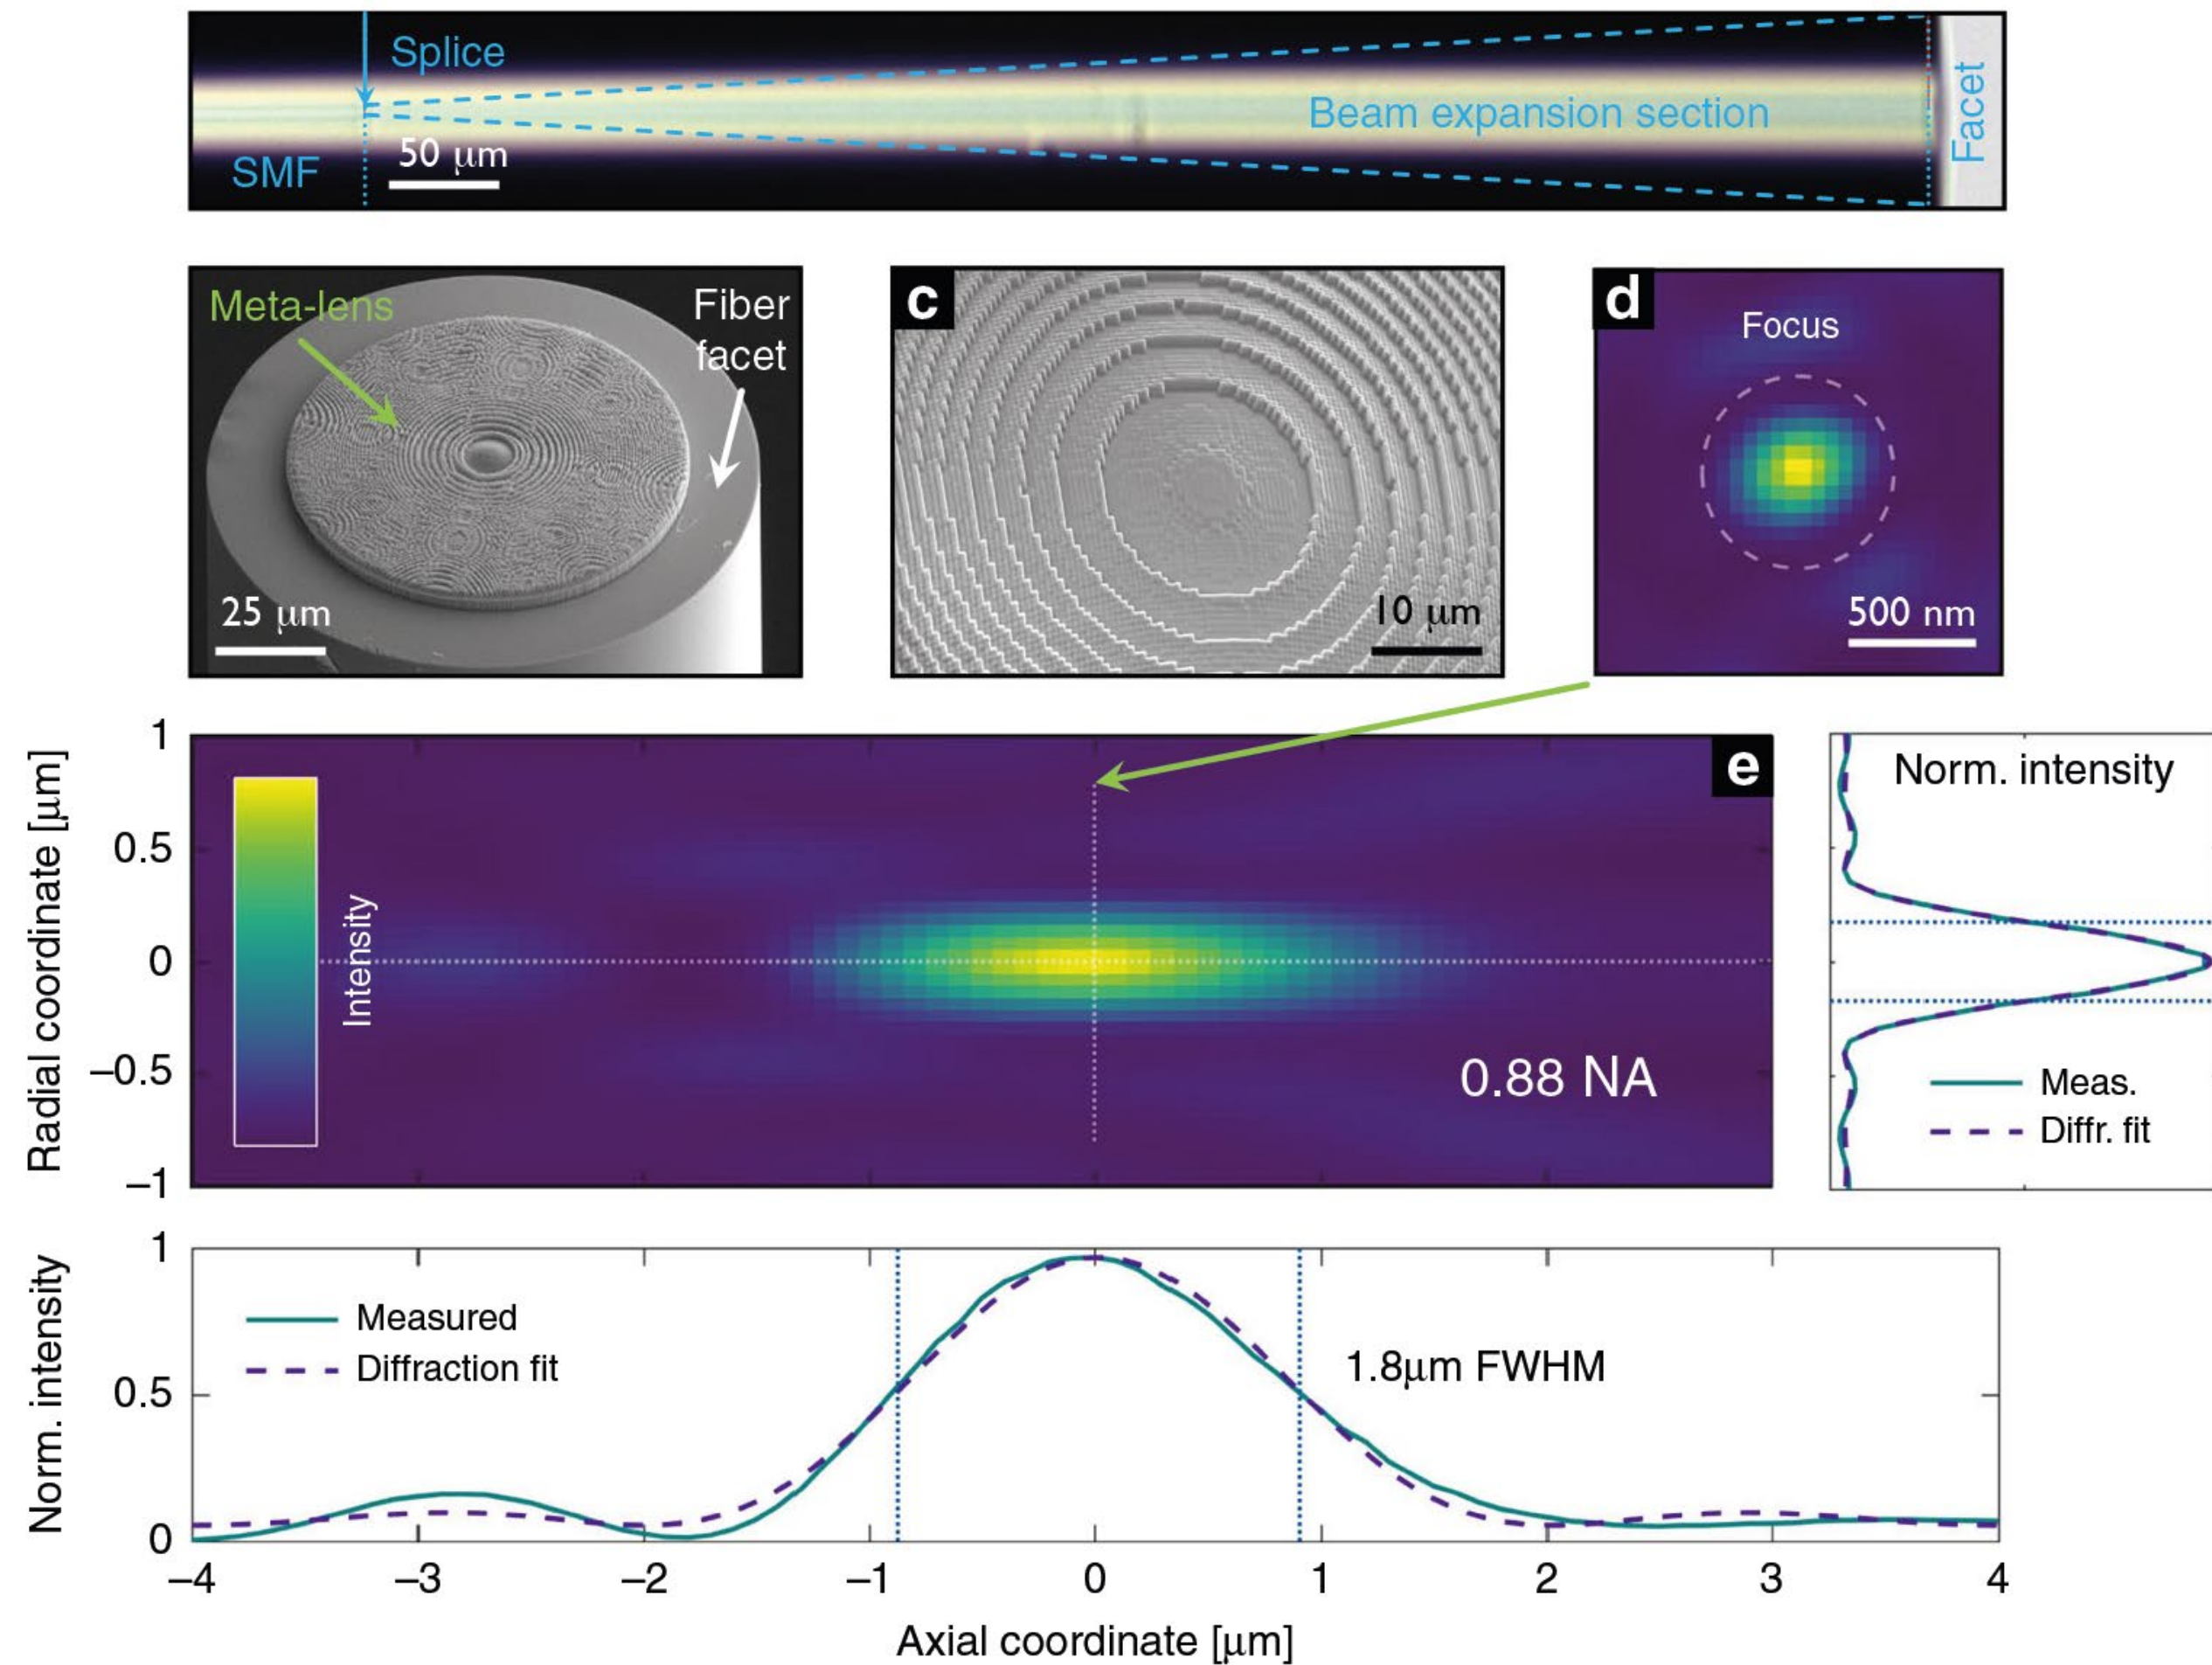 Splice
Beam expansion section
Facet
SMF
50 μm
Meta-lens
Fiber
facet
25 μm
c
10 μm
d
Focus
500 nm
Radial coordinate [μm]
1
0.5
0
−0.5
−1
Intensity
e
0.88 NA
Norm. intensity
Meas.
Diffr. fit
Norm. intensity
1
0.5
0
Measured
Diffraction fit
1.8μm FWHM
−4 −3 −2 −1 0 1 2 3 4
Axial coordinate [μm]